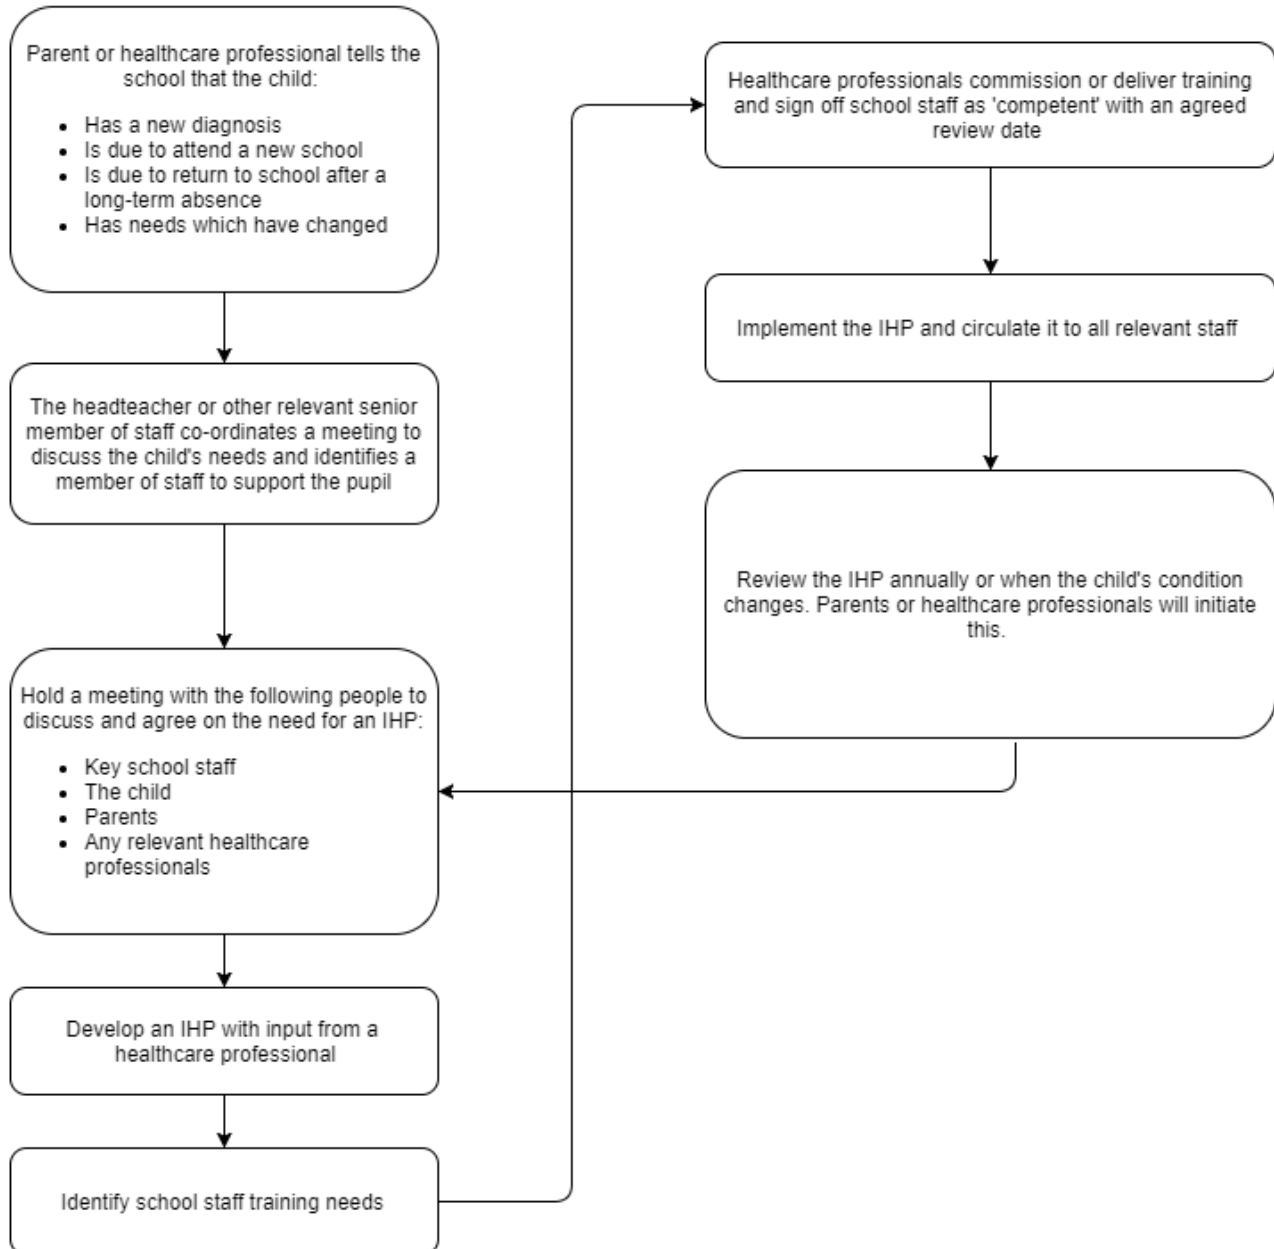 Parent or healthcare professional tells the
school that the child:
• Has a new diagnosis
• Is due to attend a new school
• Is due to return to school after a
long-term absence
• Has needs which have changed
The headteacher or other relevant senior
member of staff co-ordinates a meeting to
discuss the child's needs and identifies a
member of staff to support the pupil
Hold a meeting with the following people to
discuss and agree on the need for an IHP:
• Key school staff
• The child
• Parents
• Any relevant healthcare
professionals
Develop an IHP with input from a
healthcare professional
Identify school staff training needs
Healthcare professionals commission or deliver training
and sign off school staff as 'competent' with an agreed
review date
Implement the IHP and circulate it to all relevant staff
Review the IHP annually or when the child's condition
changes. Parents or healthcare professionals will initiate
this.